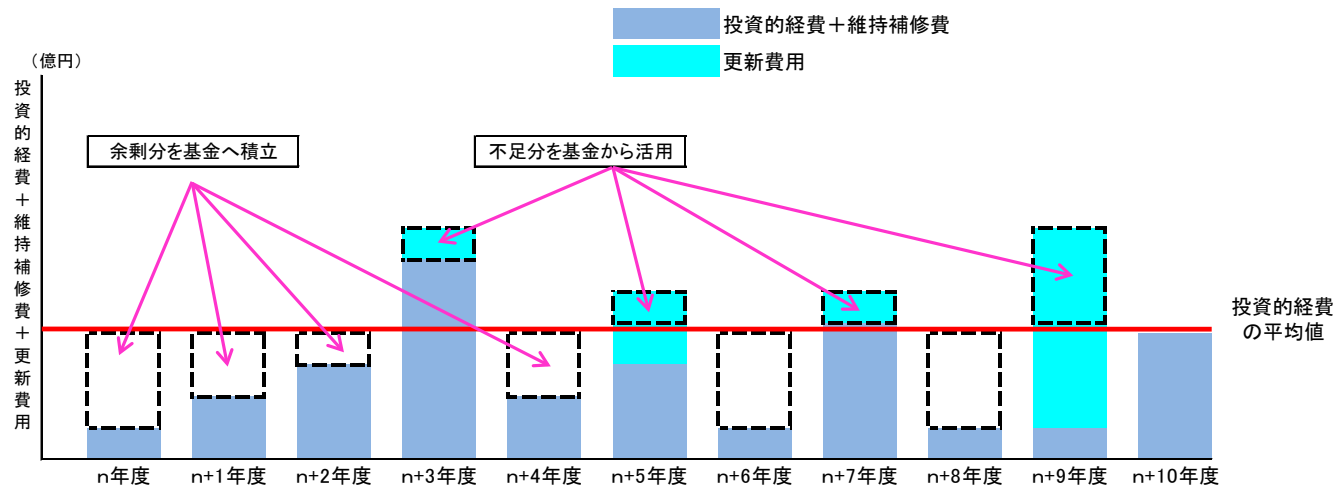 投資的経費＋維持補修費
更新費用
（億円）
投資的経費＋維持補修費＋更新費用
余剰分を基金へ積立
不足分を基金から活用
投資的経費
の平均値
n年度
n+1年度
n+2年度
n+3年度
n+4年度
n+5年度
n+6年度
n+7年度
n+8年度
n+9年度
n+10年度